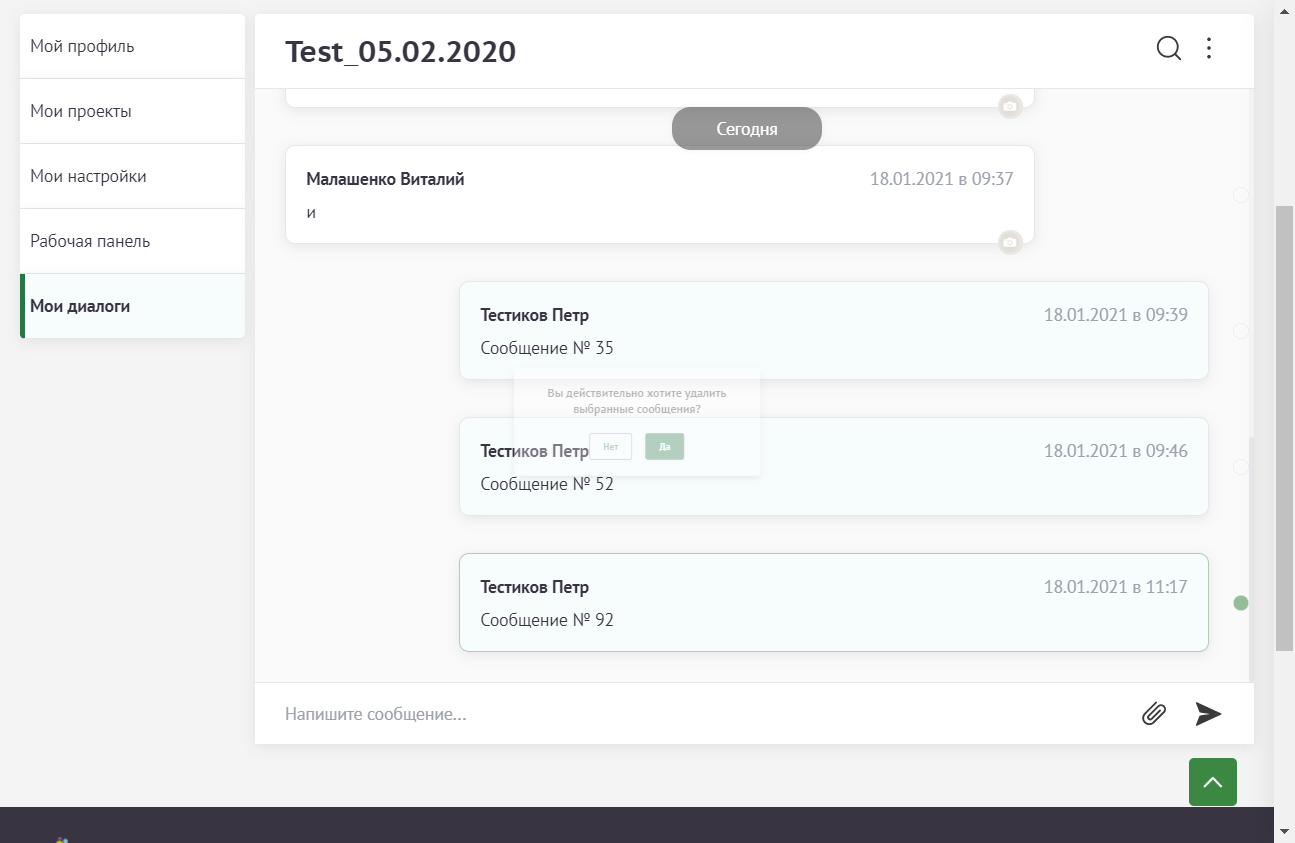 Мой профиль
Мои проекты
Мои настройки
Рабочая панель
Мои диалоги
Test_05.02.2020
Сегодня
Малашенко Виталий
18.01.2021 в 09:37
и
Тестиков Петр
18.01.2021 в 09:39
Сообщение № 35
Вы действительно хотите удалить
выбранные сообщения?
Нет
Да
Тестиков Петр
18.01.2021 в 09:46
Сообщение № 52
Тестиков Петр
18.01.2021 в 11:17
Сообщение № 92
Напишите сообщение...